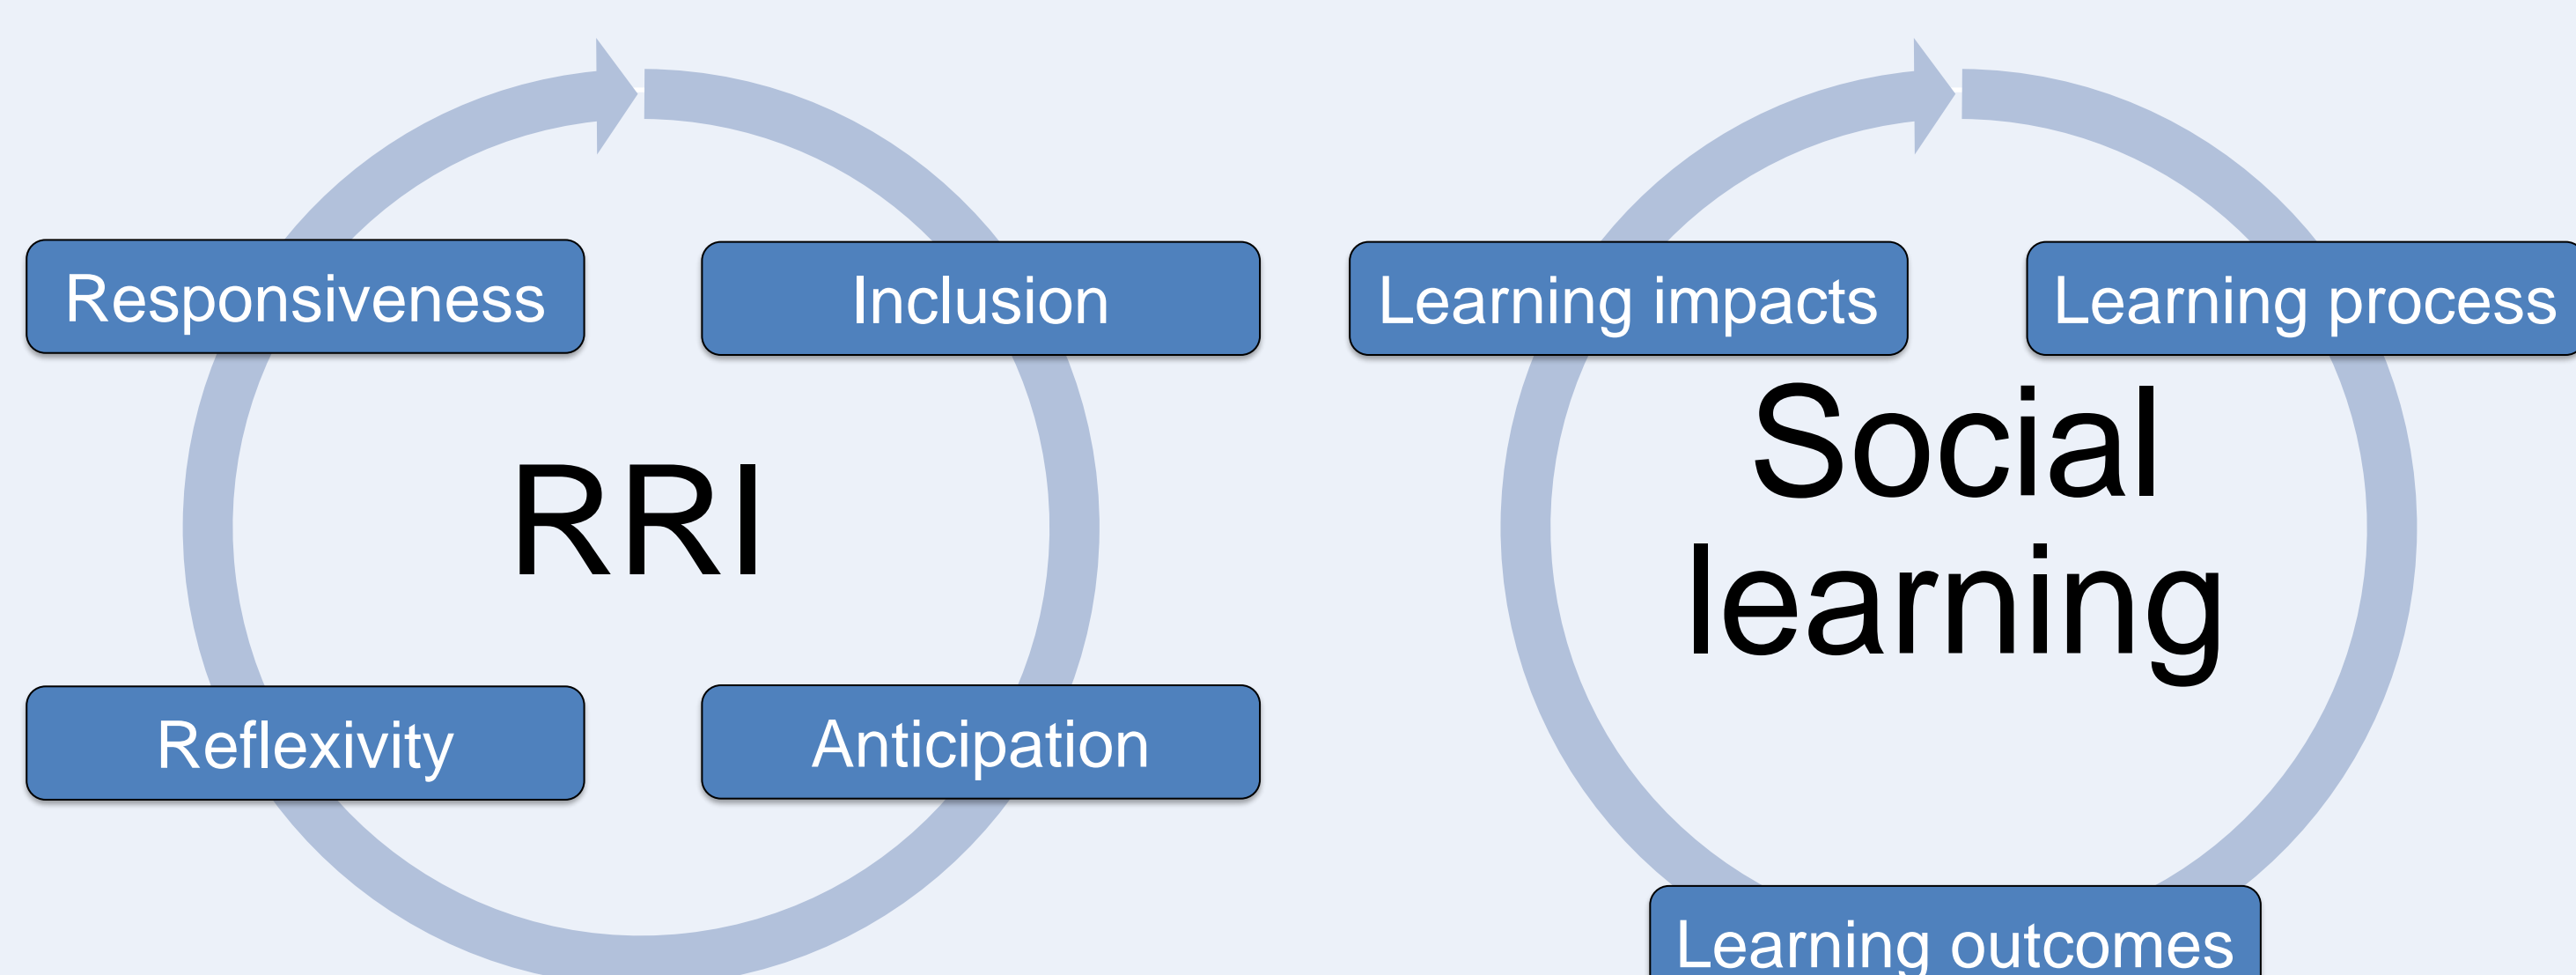 Responsiveness
Inclusion
RRI
Reflexivity
Anticipation
Learning impacts
Learning process
Social
learning
Learning outcomes